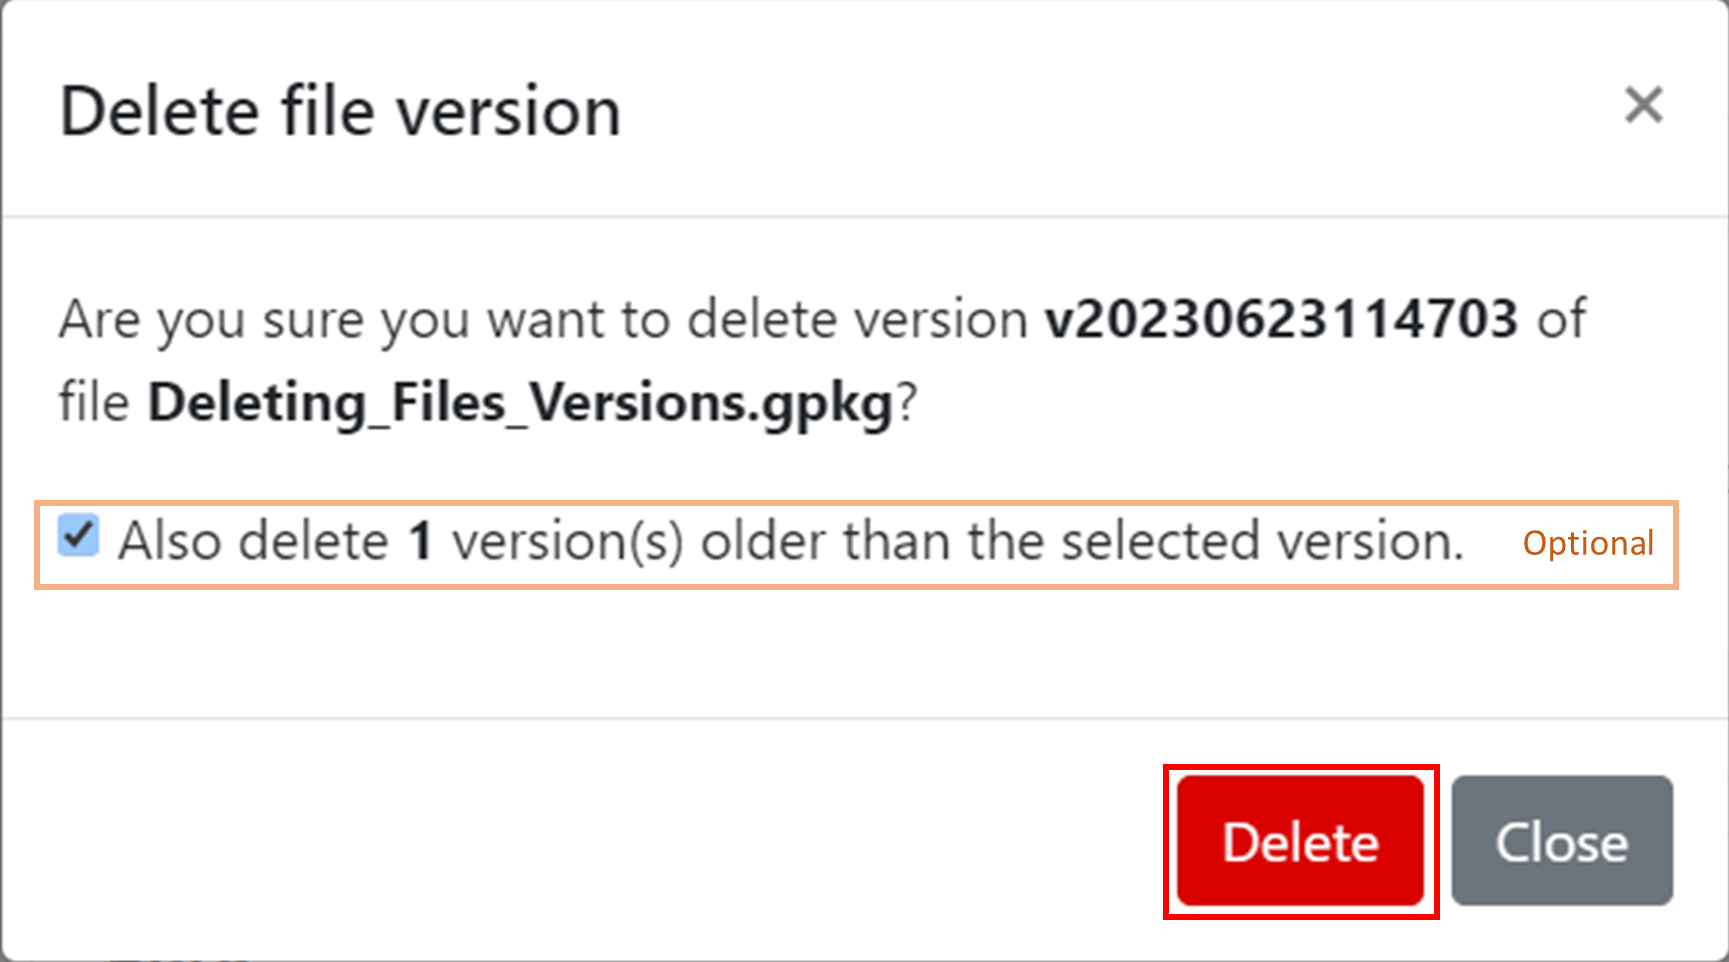 Delete file version
Are you sure you want to delete version v20230623114703 of
file Deleting_Files_Versions.gpkg?
Also delete 1 version(s) older than the selected version. Optional
Delete Close